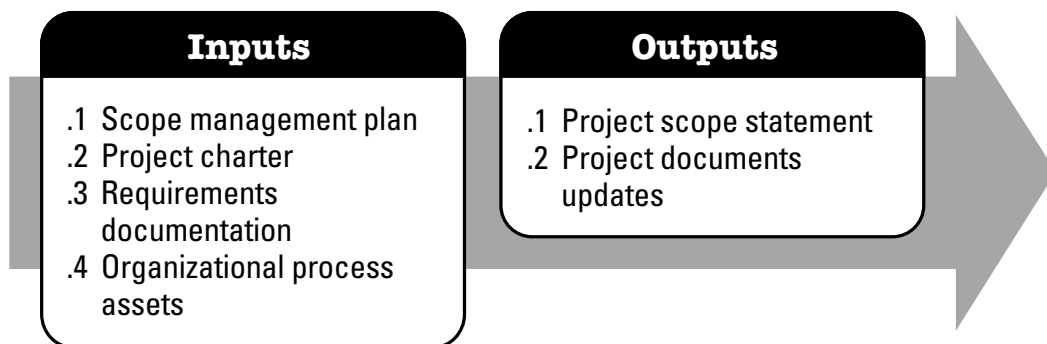 Inputs
.1 Scope management plan
.2 Project charter
.3 Requirements
documentation
.4 Organizational process
assets
Outputs
.1 Project scope statement
.2 Project documents
updates